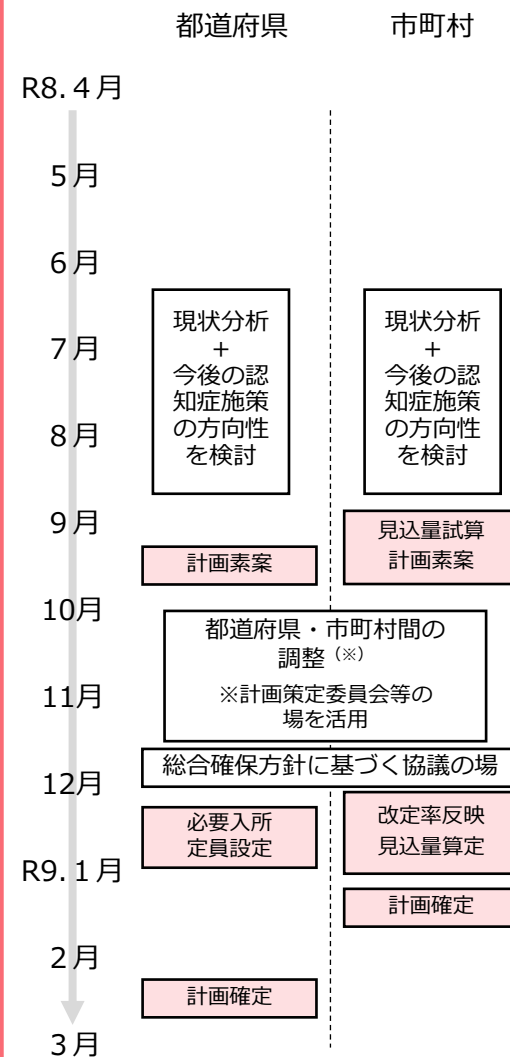 都道府県 市町村
R8.４月
５月
６月
７月
８月
９月
10月
11月
12月
R9.１月
２月
３月
現状分析
+
今後の認
知症施策
の方向性
を検討
現状分析
+
今後の認
知症施策
の方向性
を検討
計画素案
見込量試算
計画素案
都道府県・市町村間の
調整（※）
※計画策定委員会等の
場を活用
総合確保方針に基づく協議の場
必要入所
定員設定
改定率反映
見込量算定
計画確定
計画確定